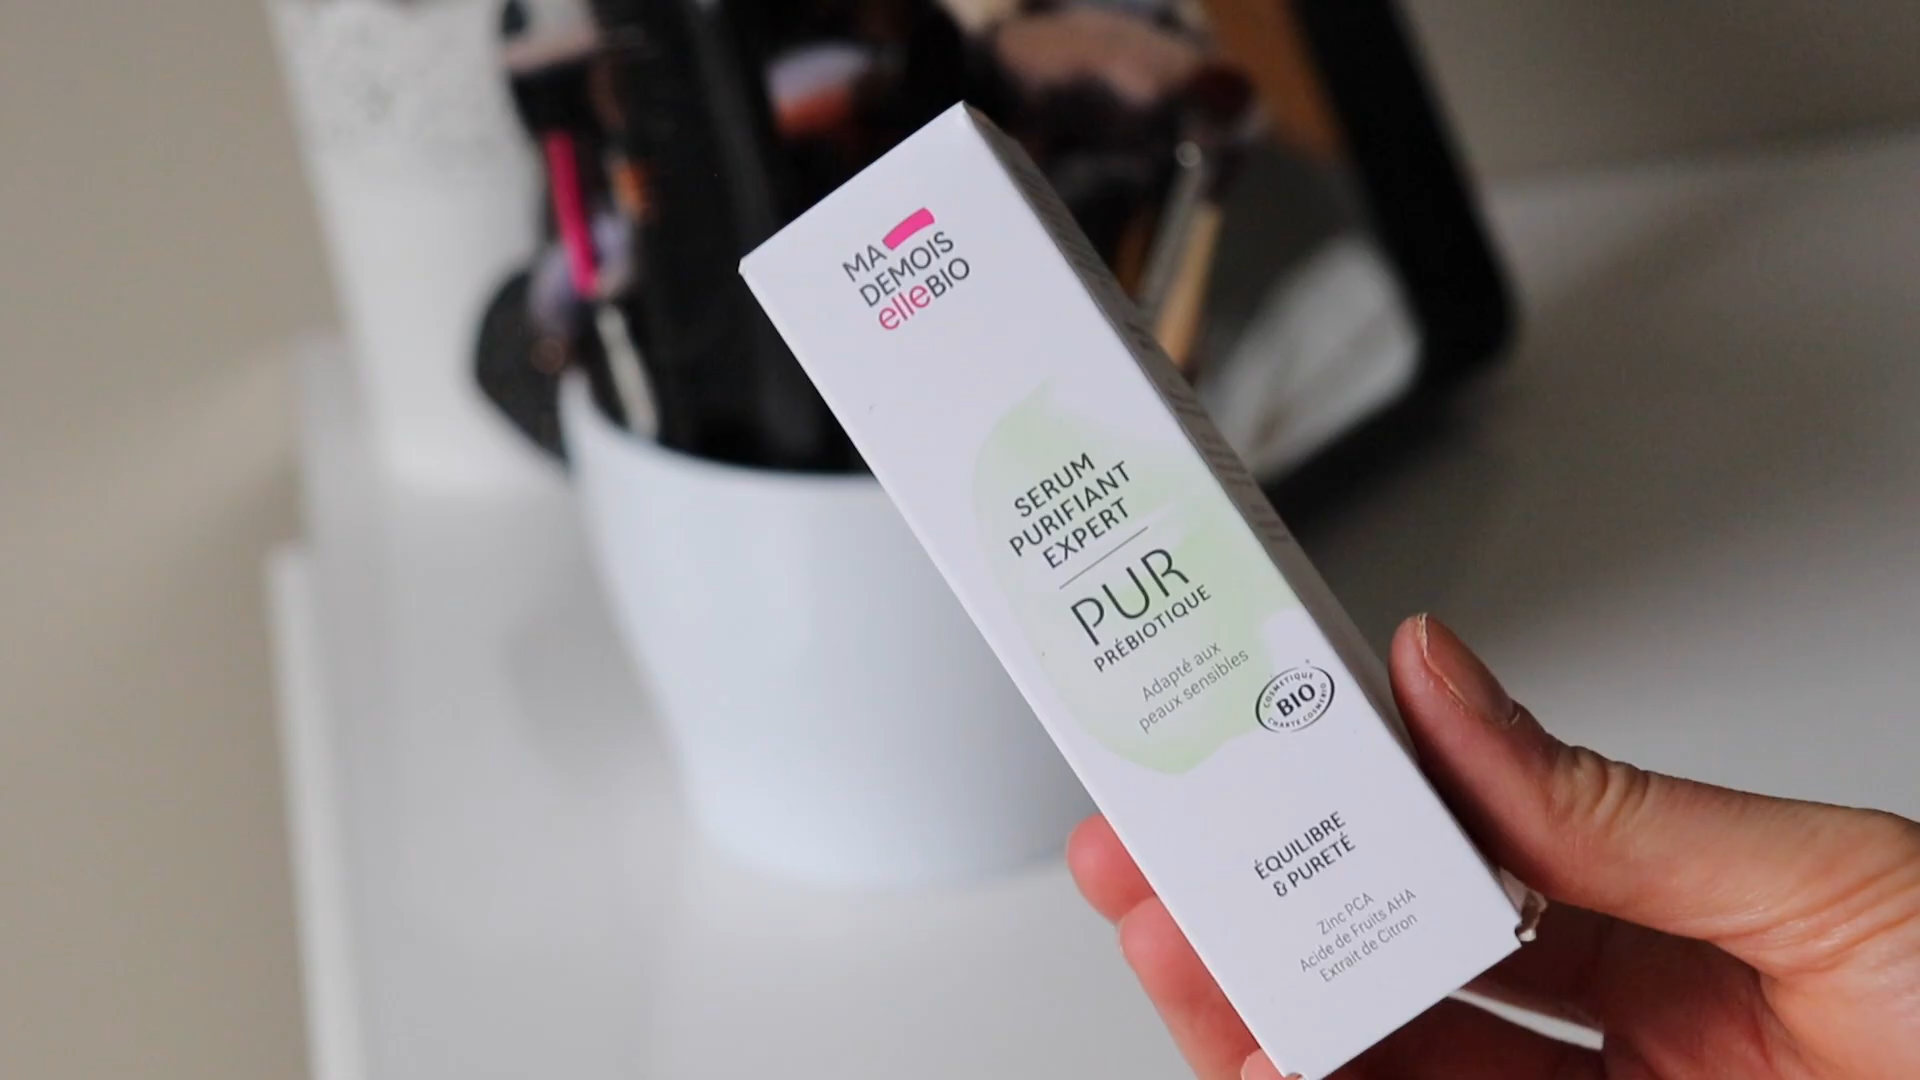 MA
DEMOIS
elleBIO
SERUM
PURIFIANT
EXPERT
PUR
PRÉBIOTIQUE
Adapté aux
peaux sensibles
COSMETIQUE
BIO
CHARTE COSMEBIO
ÉQUILIBRE
& PURETÉ
Zinc PCA
Acide de Fruits AHA
Extrait de Citron